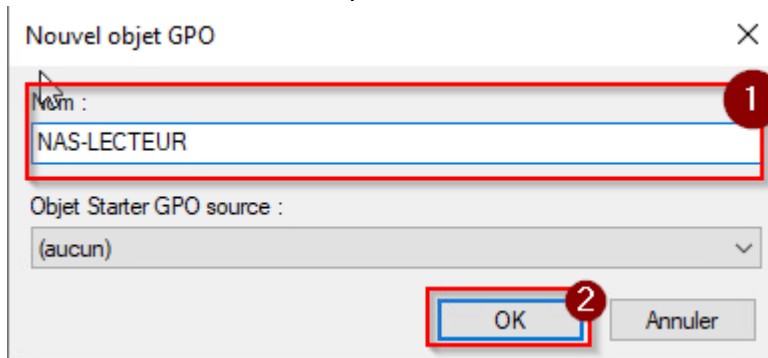 Nouvel objet GPO
Nom :
1
NAS-LECTEUR
Objet Starter GPO source :
(aucun)
2
OK
Annuler